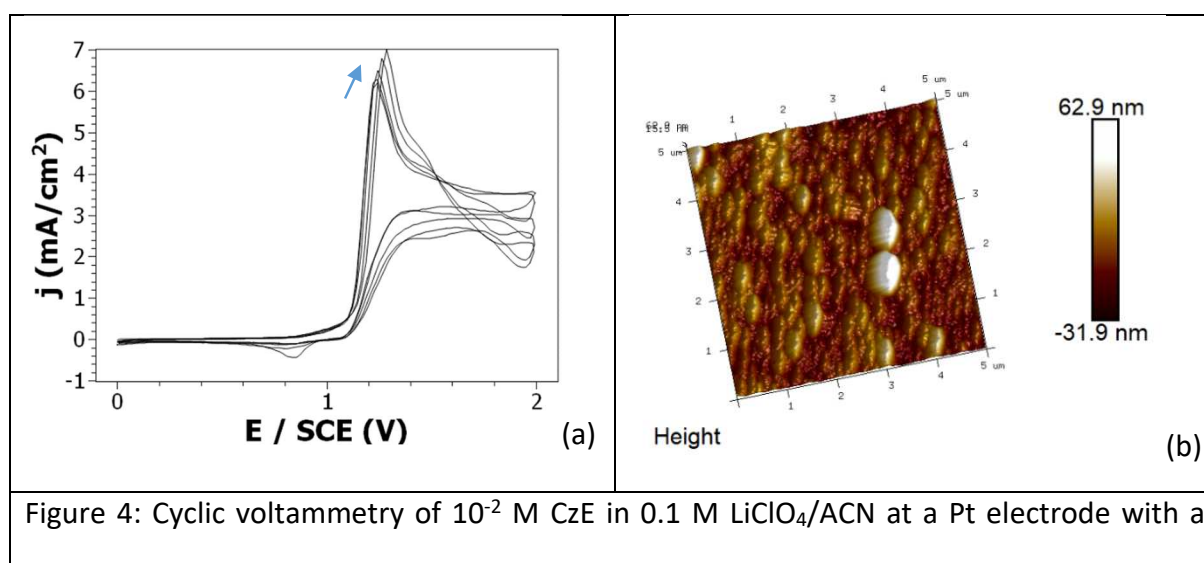 7
6
5
4
3
2
1
0
-1
j (mA/cm²)
0 1 2
E / SCE (V)
(a)
5 um
4
3
2
1
5 um
4
3
2
1
1
2
3
4
5 um
1
2
3
4
5 um
62.9 nm
-31.9 nm
Height
(b)
Figure 4: Cyclic voltammetry of 10⁻² M CzE in 0.1 M LiClO₄/ACN at a Pt electrode with a